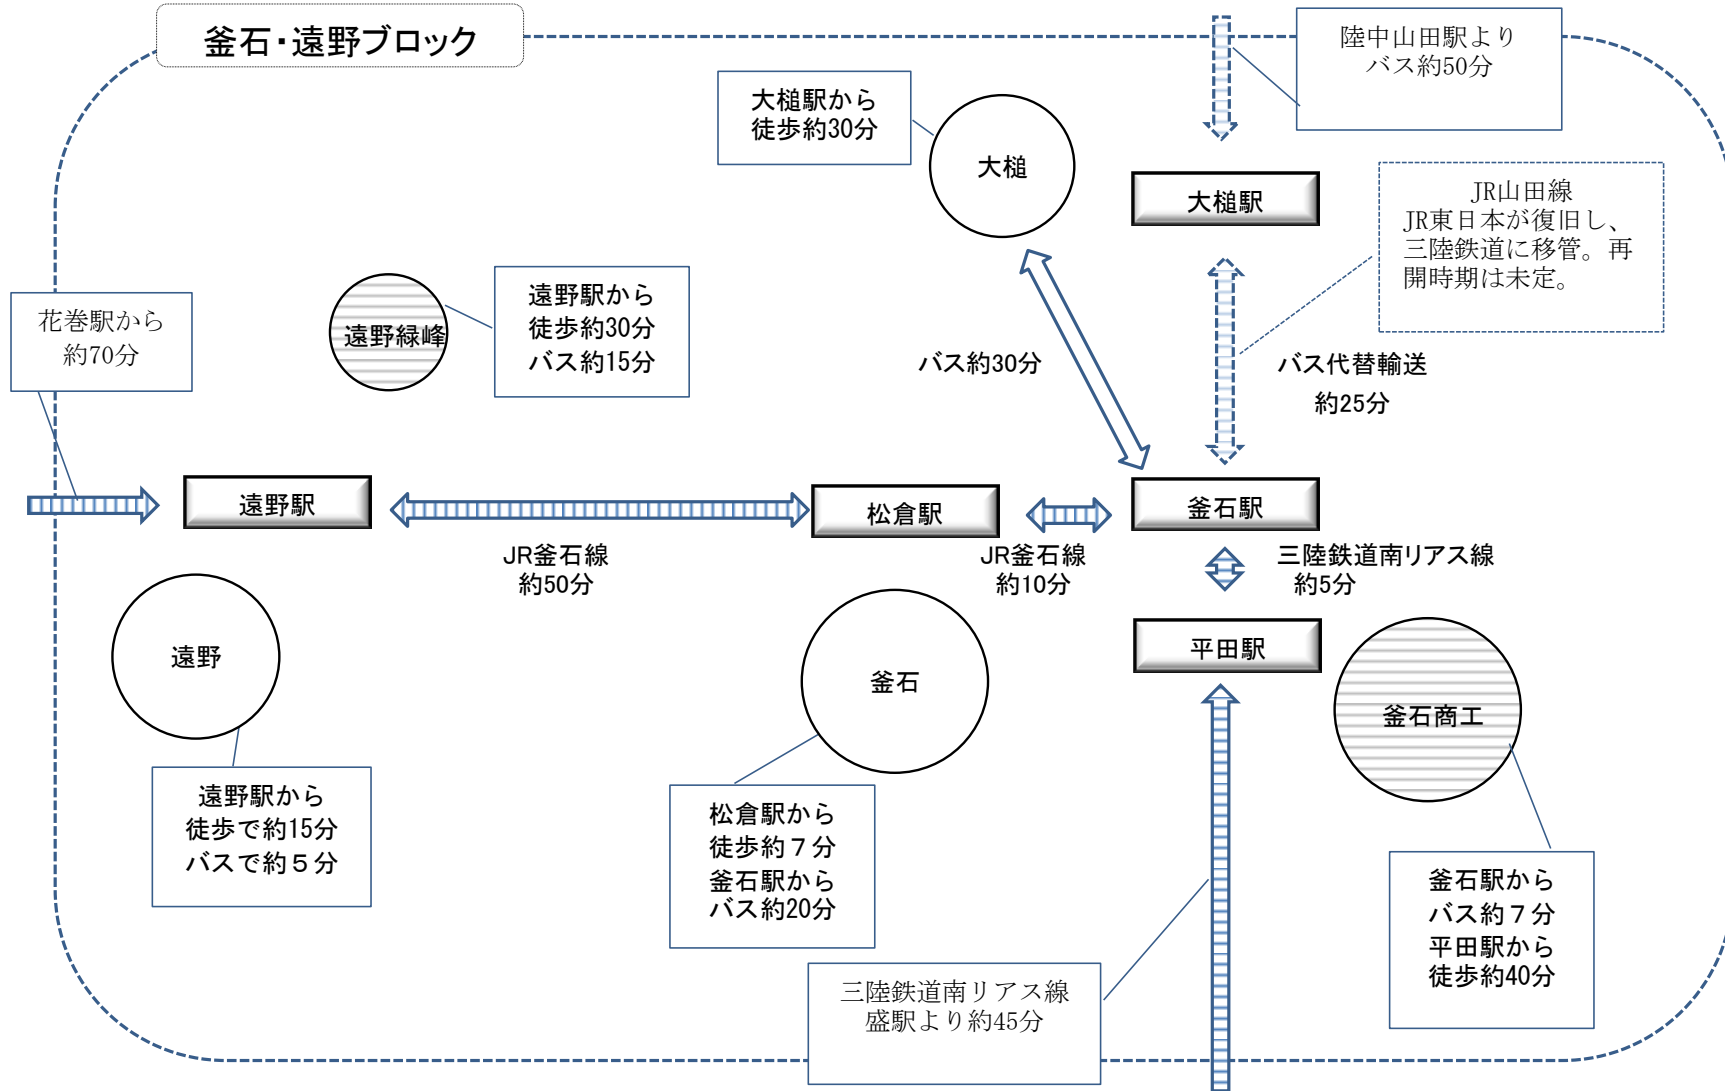 釜石・遠野ブロック
陸中山田駅より
バス約50分
大槌駅から
徒歩約30分
大槌
大槌駅
JR山田線
JR東日本が復旧し、
三陸鉄道に移管。再
開時期は未定。
花巻駅から
約70分
遠野緑峰
遠野駅から
徒歩約30分
バス約15分
バス約30分
バス代替輸送
約25分
遠野駅
松倉駅
釜石駅
JR釜石線
約50分
JR釜石線
約10分
三陸鉄道南リアス線
約5分
遠野
釜石
平田駅
釜石商工
遠野駅から
徒歩で約15分
バスで約５分
松倉駅から
徒歩約７分
釜石駅から
バス約20分
釜石駅から
バス約７分
平田駅から
徒歩約40分
三陸鉄道南リアス線
盛駅より約45分